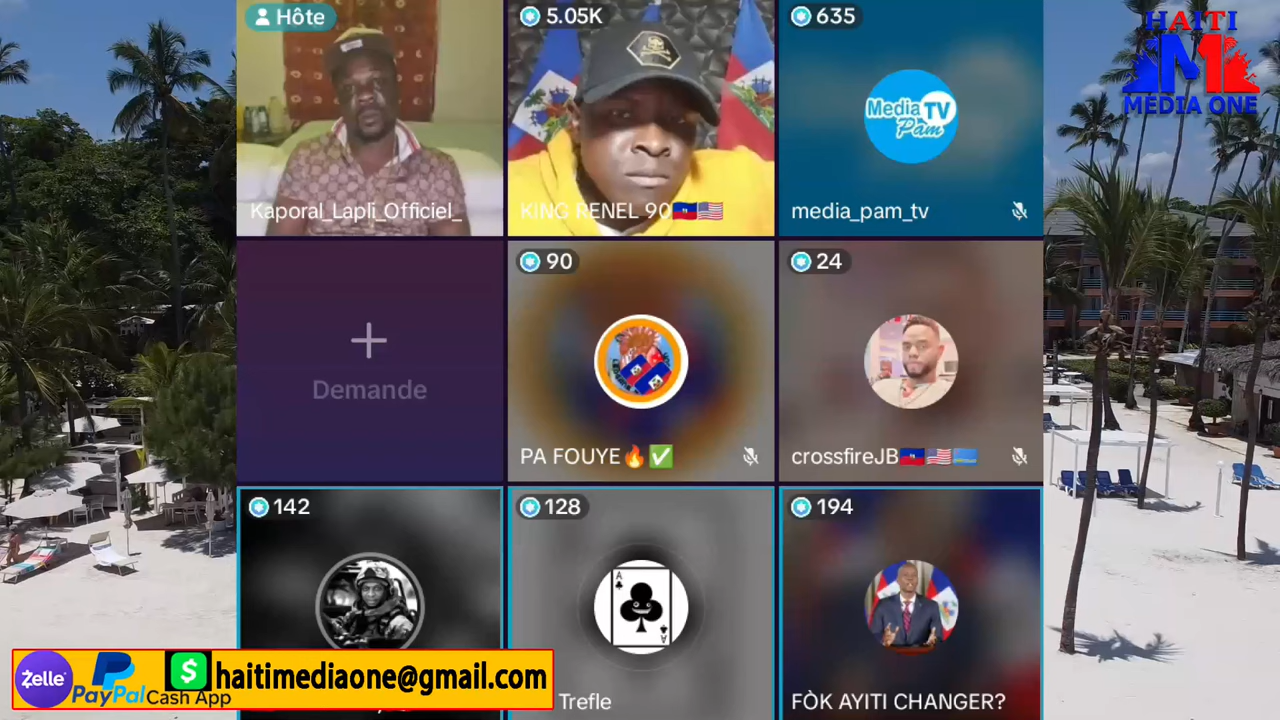 Hôte
5.05K
635
HAITI
M
MEDIA ONE
Media TV
Pam
Kaporal_Lapli_Officiel_
KING RENEL 90
media_pam_tv
90
24
Demande
PA FOUYE
crossfireJB
142
128
194
A
A
Zelle
PayPal
Cash App
$
haitimediaone@gmail.com
Trefle
FÒK AYITI CHANGER?